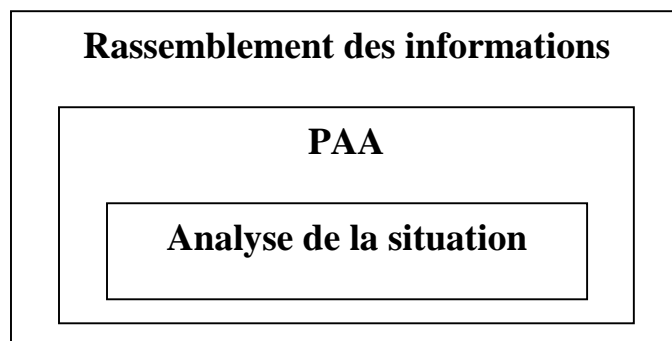 Rassemblement des informations
PAA
Analyse de la situation